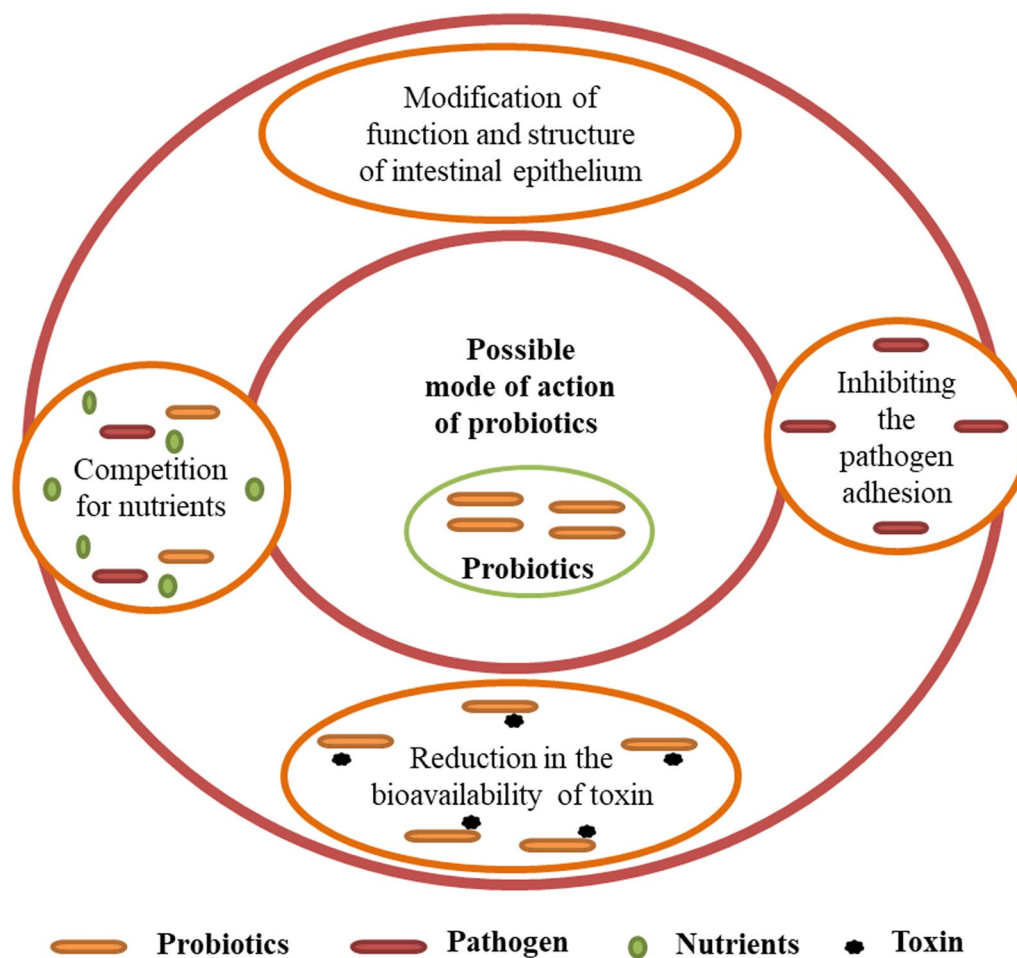 Modification of
function and structure
of intestinal epithelium
Possible
mode of action
of probiotics
Probiotics
Competition
for nutrients
Inhibiting
the
pathogen
adhesion
Reduction in the
bioavailability of toxin
Probiotics
Pathogen
Nutrients
Toxin